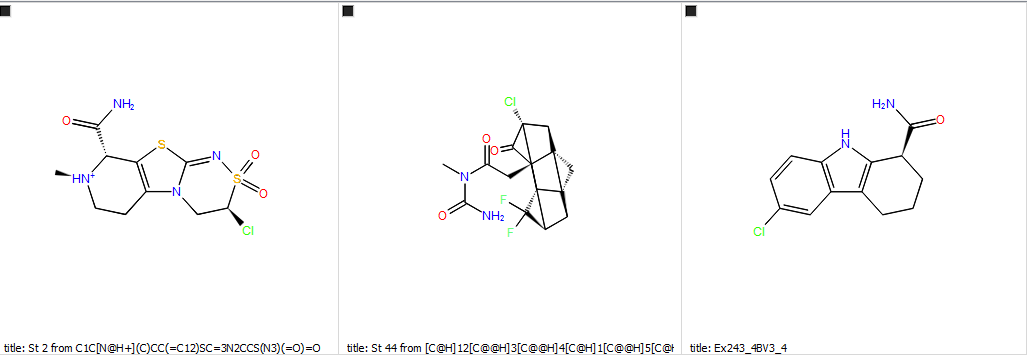 NH2
O
S
N
O
HN+
S
N
O
Cl
title: St 2 from C1C[N@H+](C)CC(=C12)SC=3N2CCS(N3)(=O)=O
Cl
O
O
N
F
O
NH2
F
title: St 44 from [C@H]12[C@@H]3[C@@H]4[C@H]1[C@@H]5[C@H
H2N
O
H
N
Cl
title: Ex243_4BV3_4